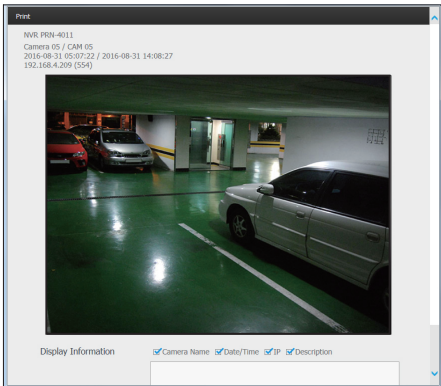 Print
NVR PRN-4011
Camera 05 / CAM 05
2016-08-31 05:07:22 / 2016-08-31 14:08:27
192.168.4.209 (554)
Display Information
Camera Name Date/Time IP Description